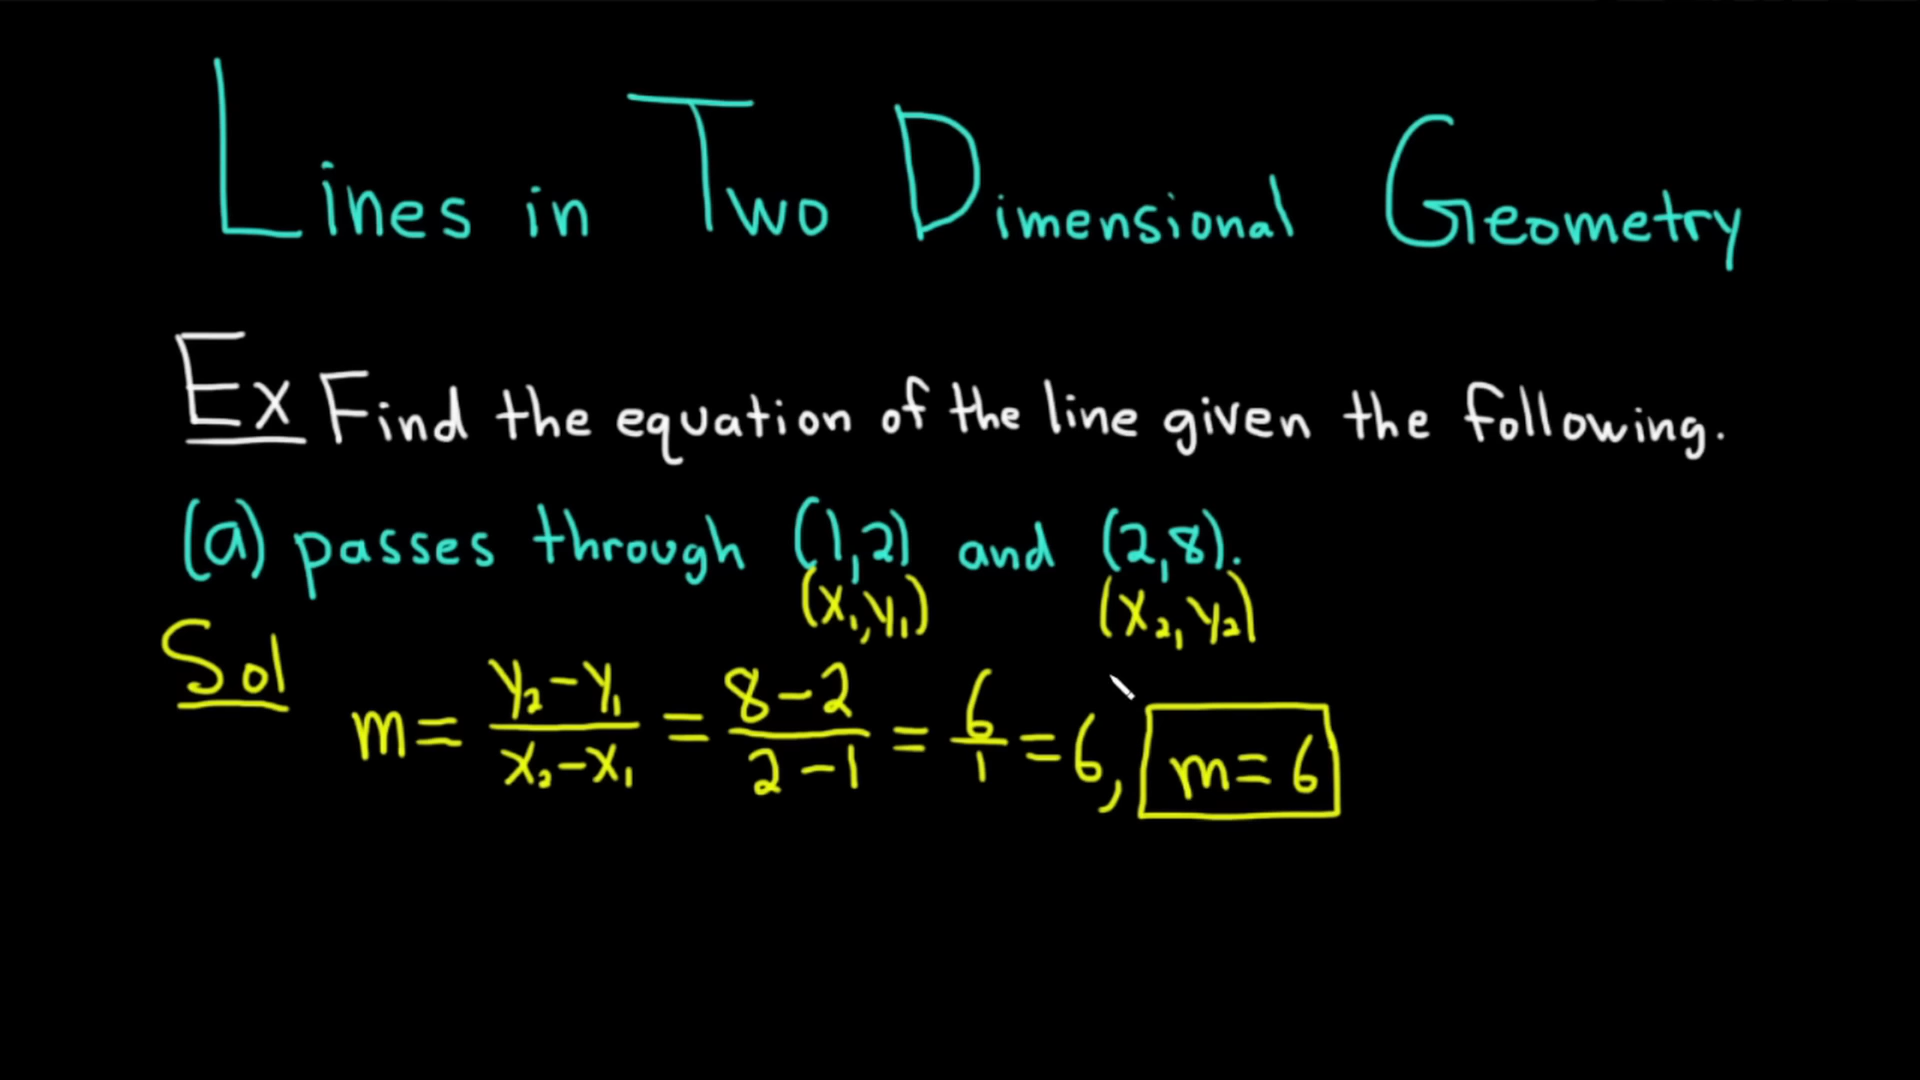 Lines in Two Dimensional Geometry
Ex Find the equation of the line given the following.
(a) passes through (1,2) and (2,8).
(x₁,y₁) (x₂,y₂)
Sol
m = (y₂-y₁)/(x₂-x₁) = (8-2)/(2-1) = 6/1 = 6, m = 6